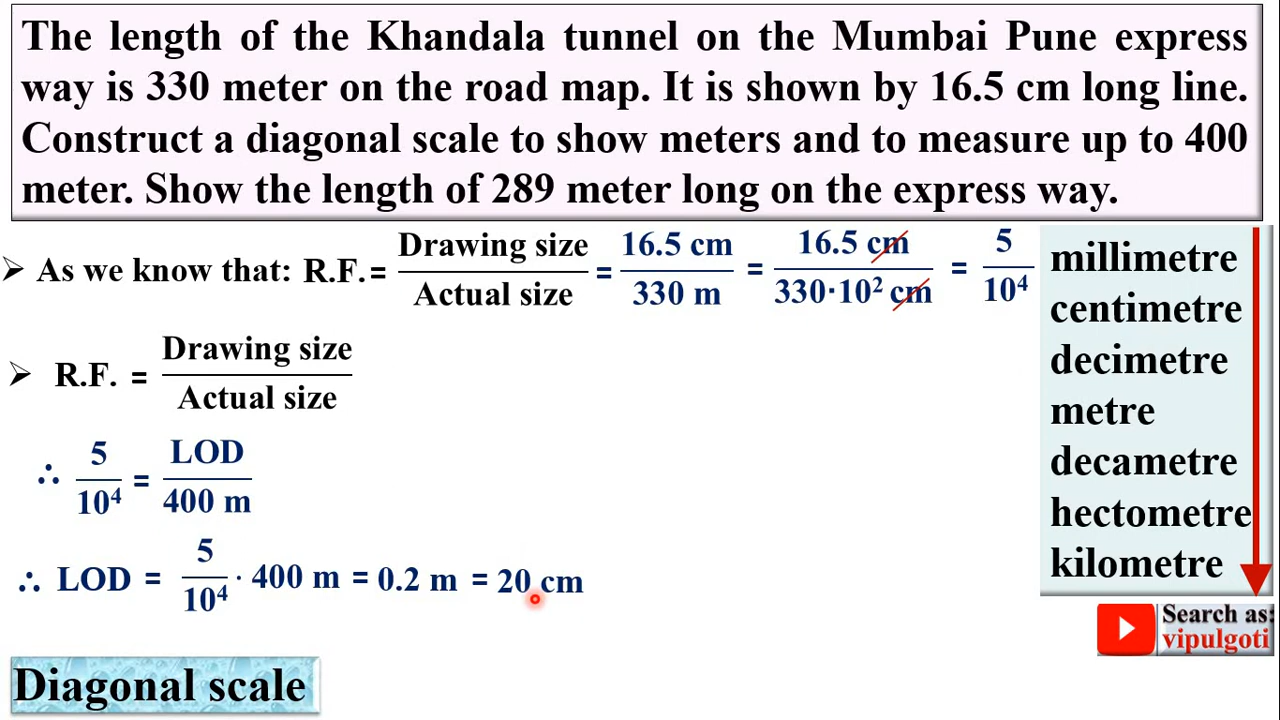 The length of the Khandala tunnel on the Mumbai Pune express
way is 330 meter on the road map. It is shown by 16.5 cm long line.
Construct a diagonal scale to show meters and to measure up to 400
meter. Show the length of 289 meter long on the express way.
➢ As we know that: R.F. = Drawing size / Actual size = 16.5 cm / 330 m = 16.5 cm / 330·10² cm = 5 / 10⁴
➢ R.F. = Drawing size / Actual size
∴ 5 / 10⁴ = LOD / 400 m
∴ LOD = 5 / 10⁴ · 400 m = 0.2 m = 20 cm
millimetre
centimetre
decimetre
metre
decametre
hectometre
kilometre
Search as:
vipulgoti
Diagonal scale